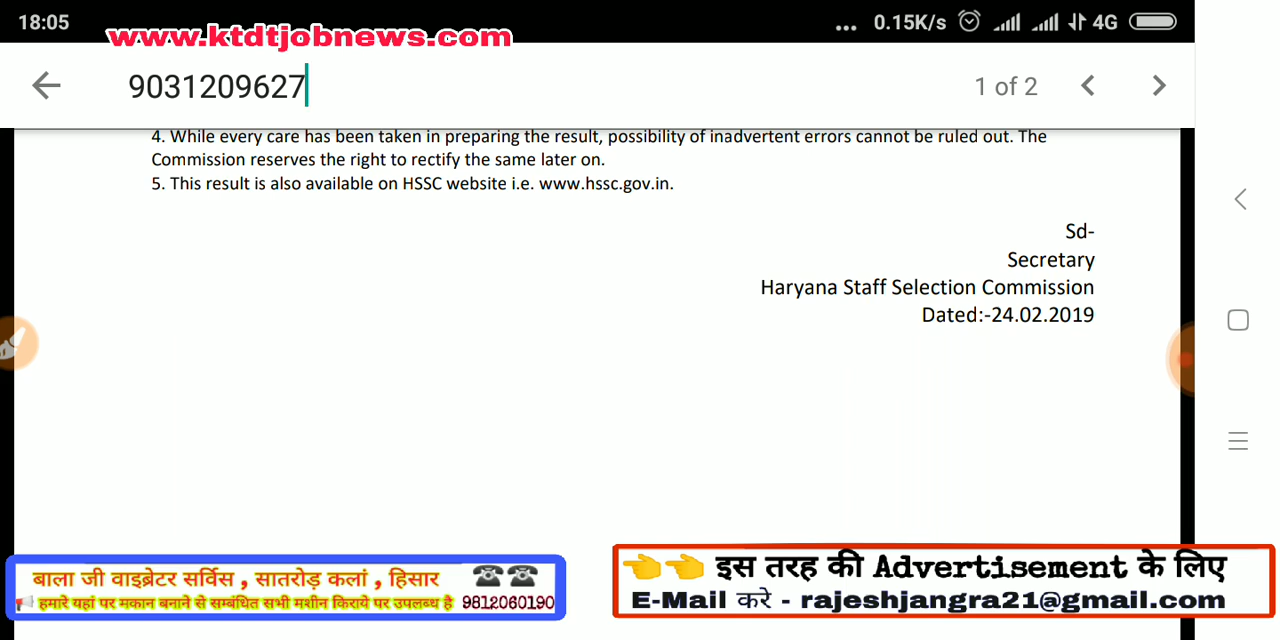 18:05
... 0.15K/s 4G
www.ktdtjobnews.com
9031209627
1 of 2
4. While every care has been taken in preparing the result, possibility of inadvertent errors cannot be ruled out. The
Commission reserves the right to rectify the same later on.
5. This result is also available on HSSC website i.e. www.hssc.gov.in.
Sd-
Secretary
Haryana Staff Selection Commission
Dated:-24.02.2019
बाला जी वाइब्रेटर सर्विस , सातरोड़ कलां , हिसार
हमारे यहां पर मकान बनाने से सम्बंधित सभी मशीन किराये पर उपलब्ध है 9812060190
इस तरह की Advertisement के लिए
E-Mail करे - rajeshjangra21@gmail.com